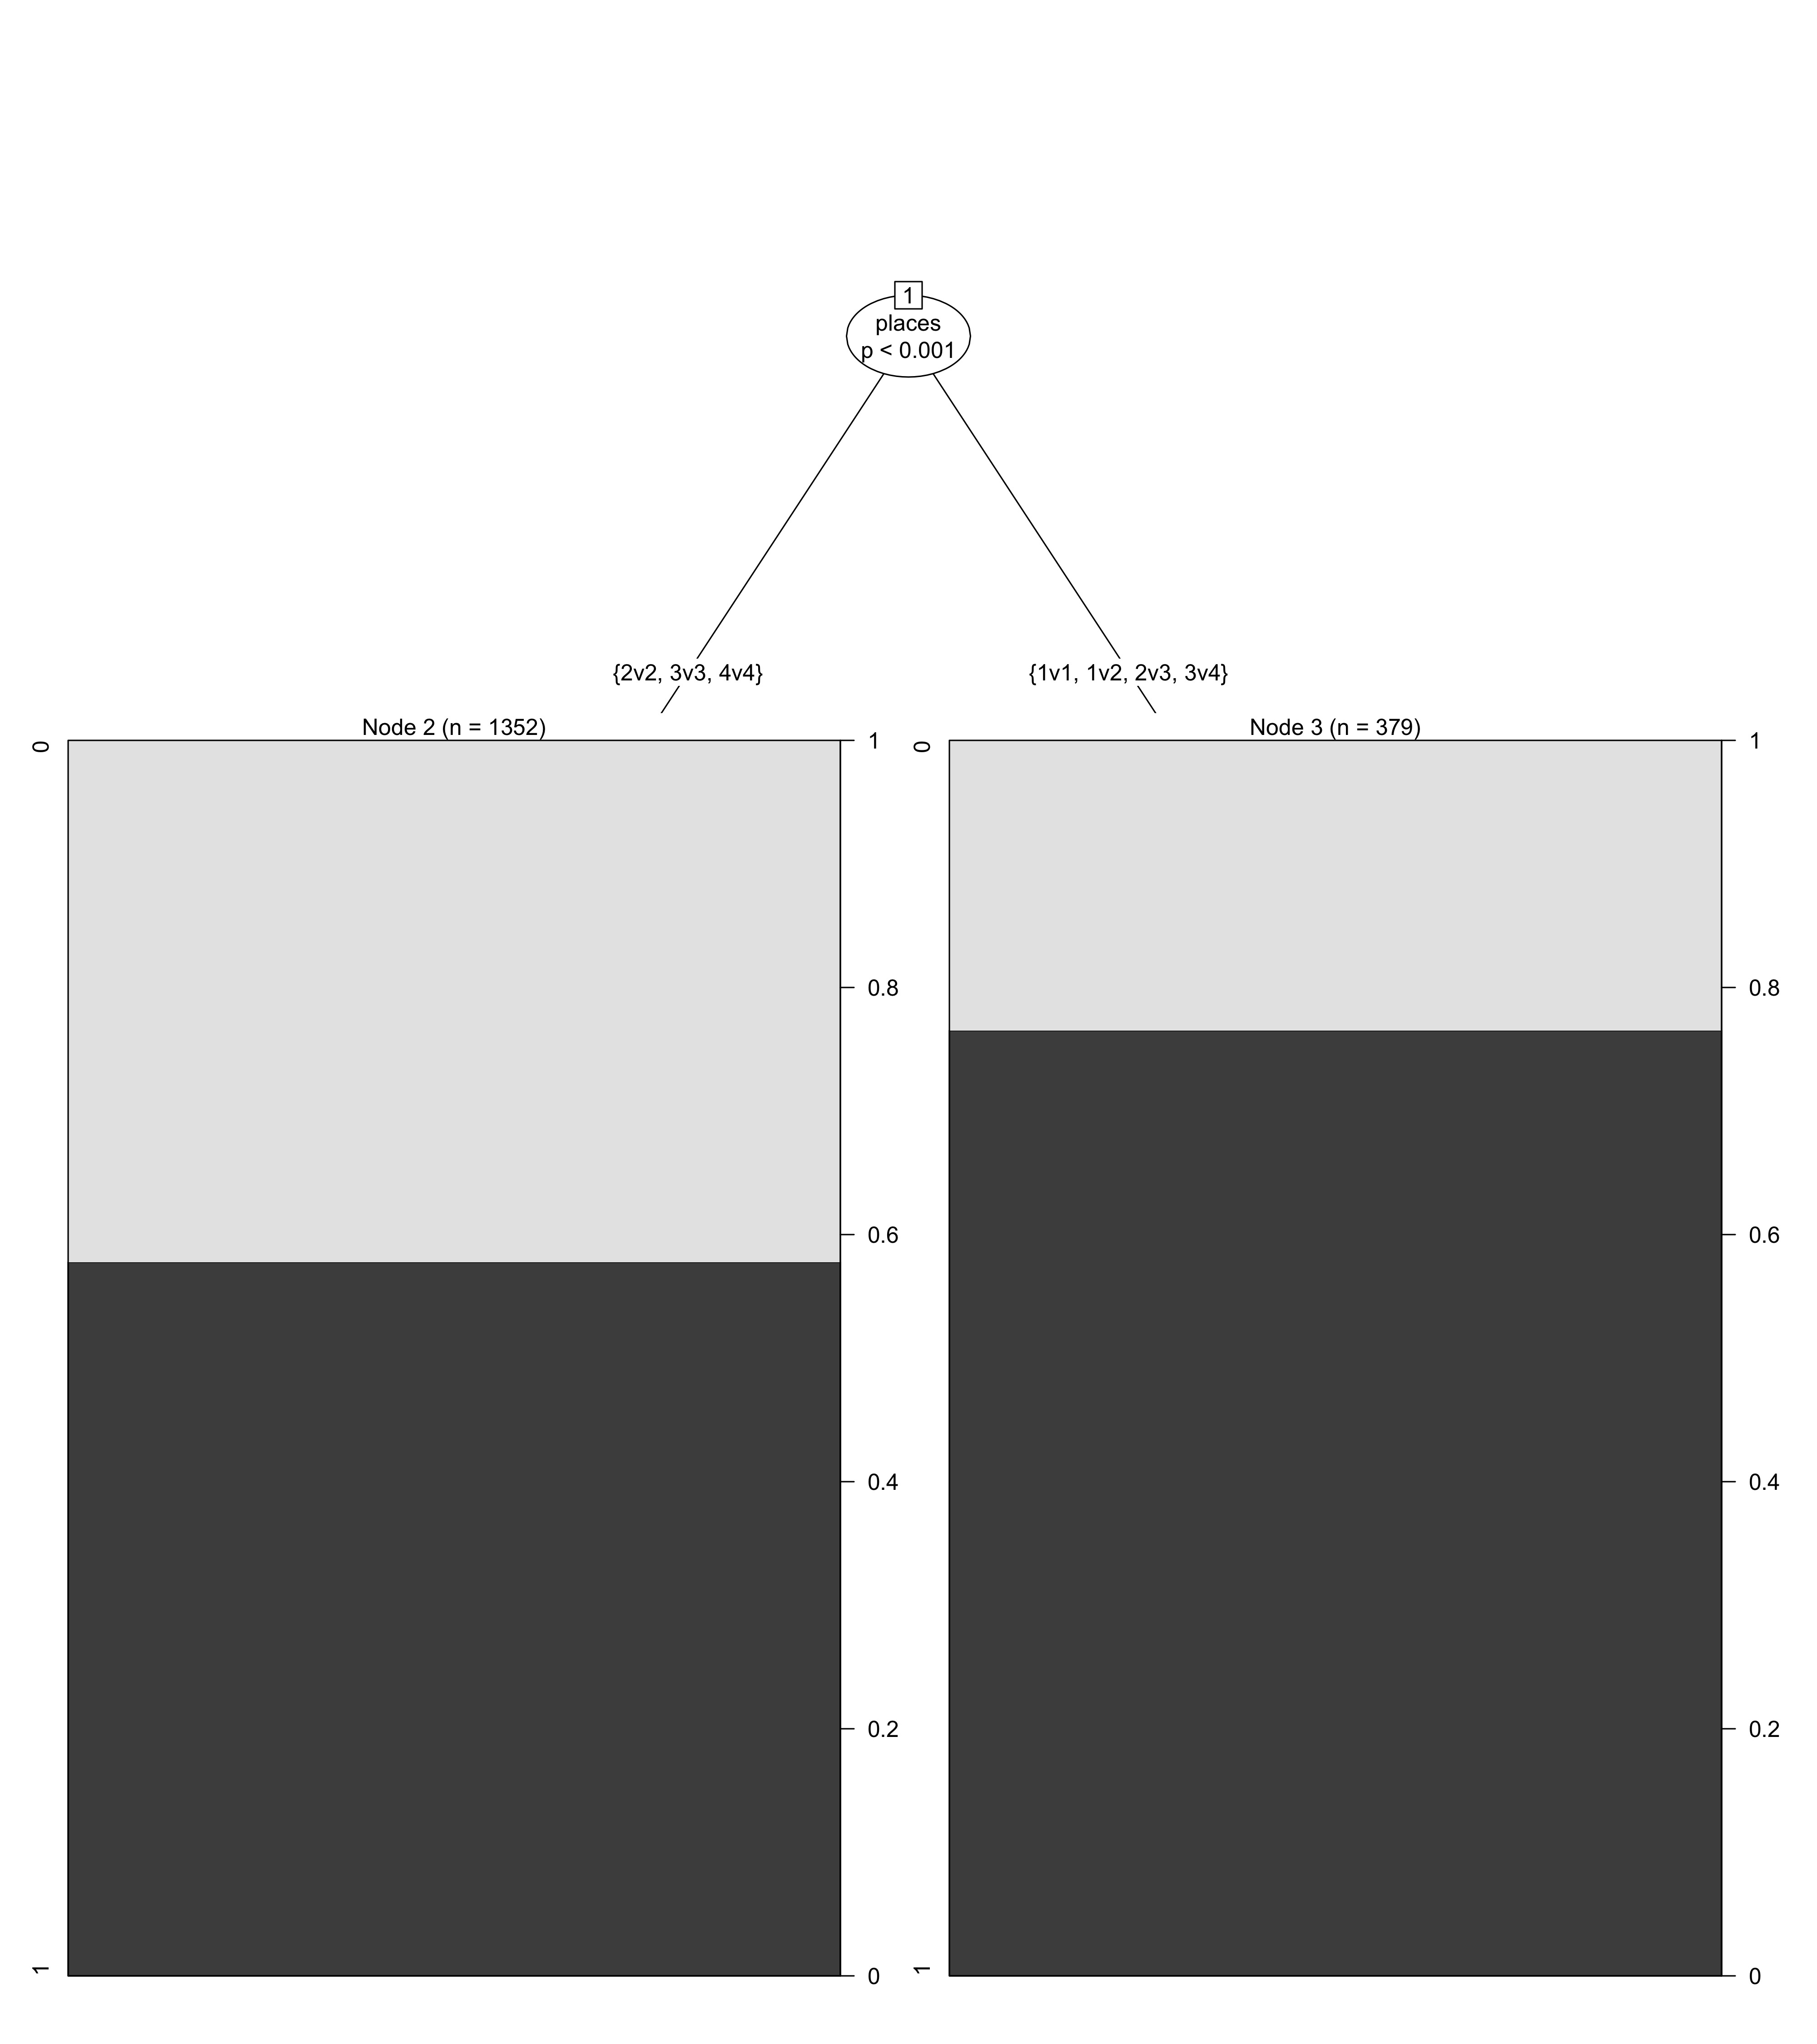 1
places
p < 0.001
{2v2, 3v3, 4v4}
{1v1, 1v2, 2v3, 3v4}
Node 2 (n = 1352)
0
1
1
0.8
0.6
0.4
0.2
0
Node 3 (n = 379)
0
1
1
0.8
0.6
0.4
0.2
0